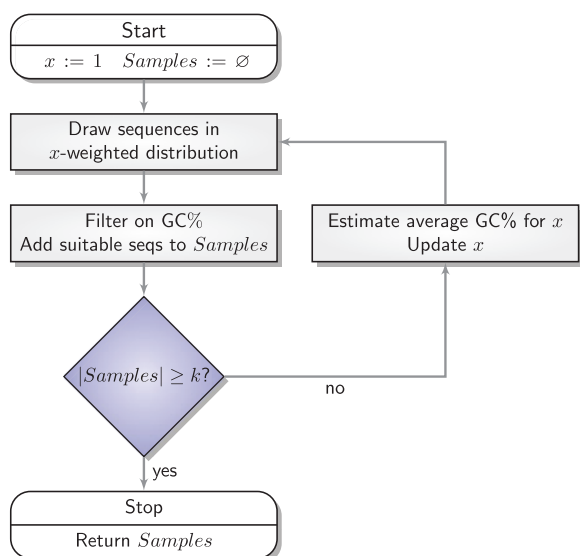 Start
x := 1 Samples := ∅
Draw sequences in
x-weighted distribution
Filter on GC%
Add suitable seqs to Samples
Estimate average GC% for x
Update x
|Samples| ≥ k?
no
yes
Stop
Return Samples